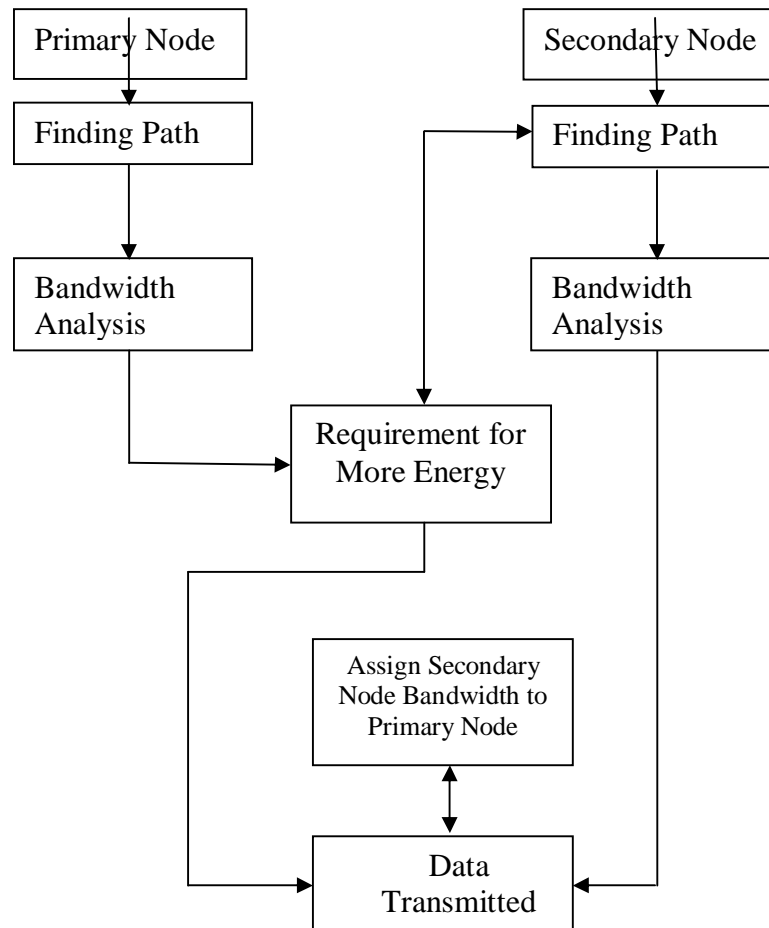 Primary Node
Secondary Node
Finding Path
Finding Path
Bandwidth
Analysis
Bandwidth
Analysis
Requirement for
More Energy
Assign Secondary
Node Bandwidth to
Primary Node
Data
Transmitted